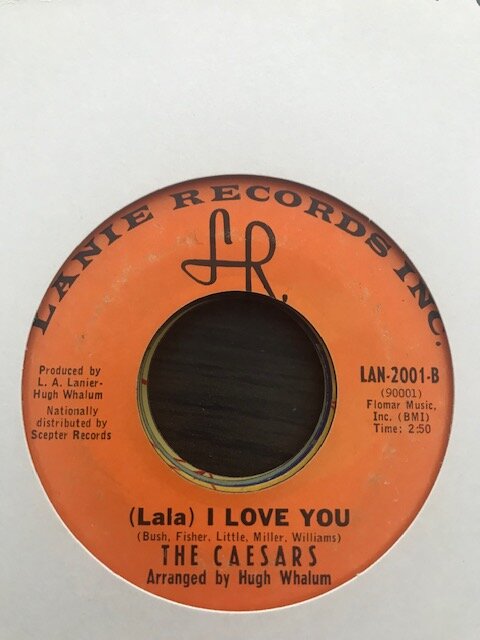 LANIE RECORDS INC.
LR.
Produced by
L. A. Lanier-
Hugh Whalum
Nationally
distributed by
Scepter Records
LAN-2001-B
(90001)
Flomar Music,
Inc. (BMI)
Time: 2:50
(Lala) I LOVE YOU
(Bush, Fisher, Little, Miller, Williams)
THE CAESARS
Arranged by Hugh Whalum